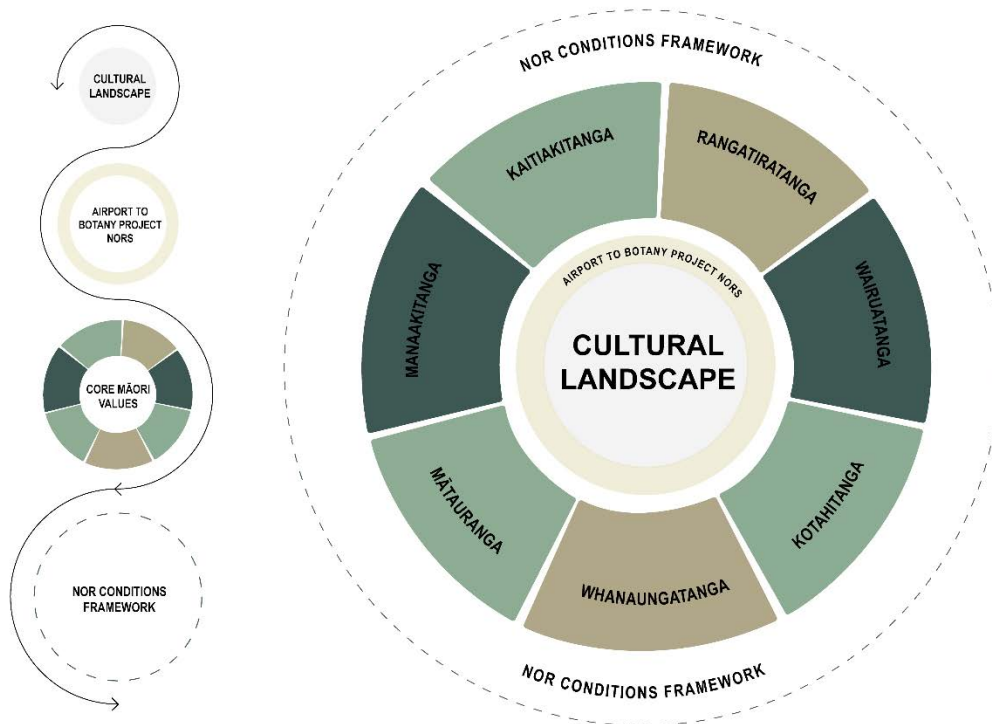 CULTURAL
LANDSCAPE
AIRPORT TO
BOTANY PROJECT
NORS
CORE MĀORI
VALUES
NOR CONDITIONS
FRAMEWORK
NOR CONDITIONS FRAMEWORK
KAITIAKITANGA
RANGATIRATANGA
MANAAKITANGA
AIRPORT TO BOTANY PROJECT NORS
WAIRUATANGA
CULTURAL
LANDSCAPE
MĀTAURANGA
KOTAHITANGA
WHANAUNGATANGA
NOR CONDITIONS FRAMEWORK